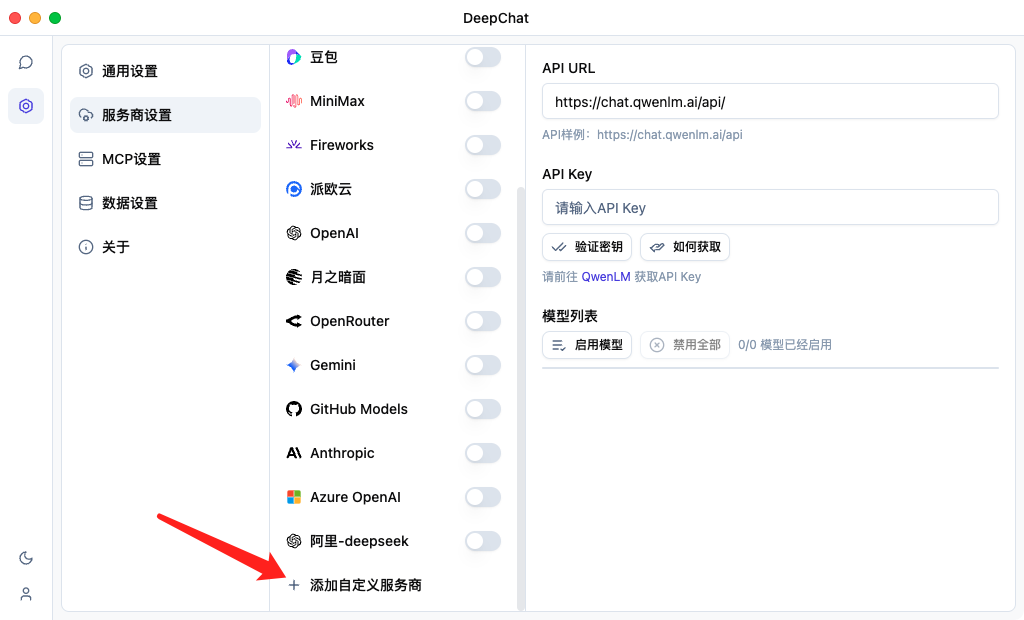 DeepChat
通用设置
服务商设置
MCP设置
数据设置
关于
豆包
MiniMax
Fireworks
派欧云
OpenAI
月之暗面
OpenRouter
Gemini
GitHub Models
Anthropic
Azure OpenAI
阿里-deepseek
添加自定义服务商
API URL
https://chat.qwenlm.ai/api/
API样例：https://chat.qwenlm.ai/api
API Key
请输入API Key
验证密钥 如何获取
请前往 QwenLM 获取API Key
模型列表
启用模型 禁用全部 0/0 模型已经启用